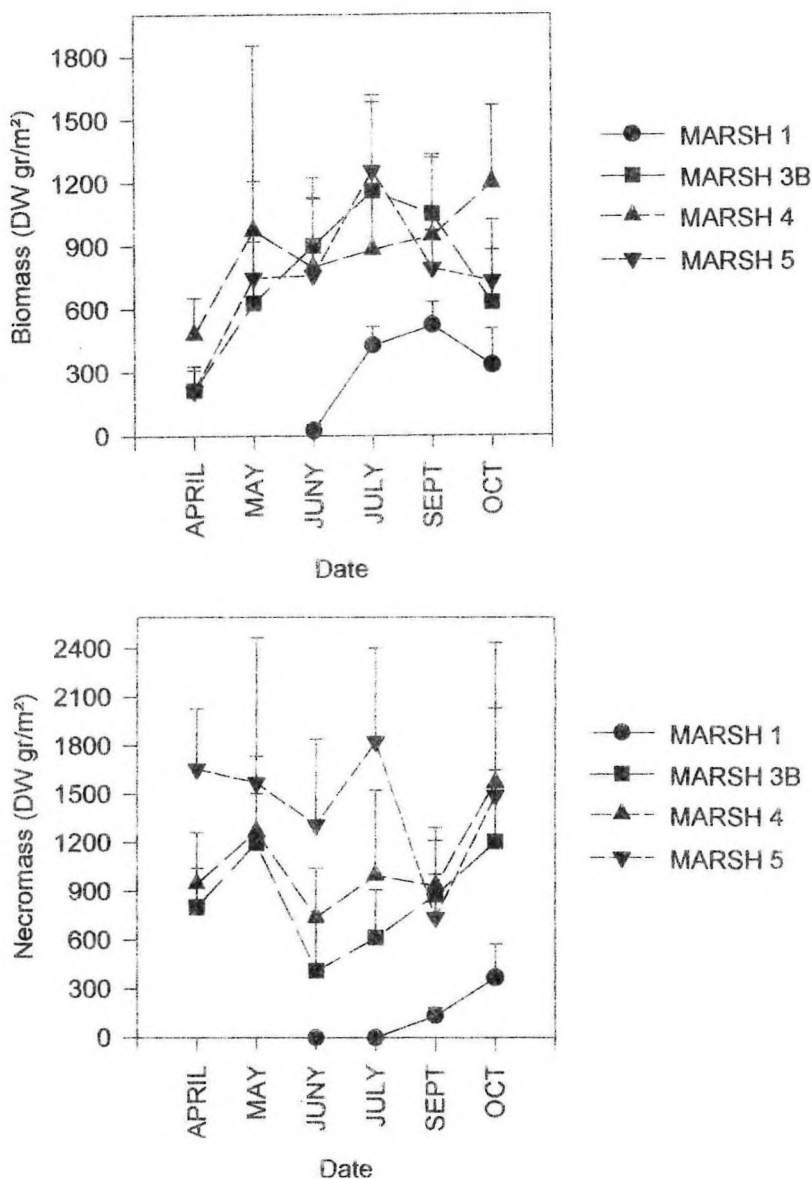 1800
1500
1200
900
600
300
0
Biomass (DW gr/m²)
APRIL
MAY
JUNY
JULY
SEPT
OCT
Date
MARSH 1
MARSH 3B
MARSH 4
MARSH 5
2400
2100
1800
1500
1200
900
600
300
0
Necromass (DW gr/m²)
APRIL
MAY
JUNY
JULY
SEPT
OCT
Date
MARSH 1
MARSH 3B
MARSH 4
MARSH 5